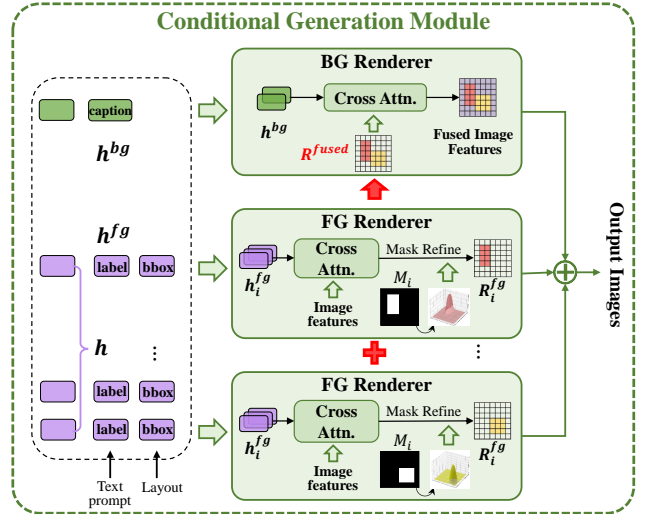 Conditional Generation Module
caption
h^{bg}
h^{fg}
label bbox
h
⋮
label bbox
label bbox
Text
prompt
Layout
BG Renderer
Cross Attn.
h^{bg}
R^{fused}
Fused Image
Features
FG Renderer
Cross
Attn.
Mask Refine
h_i^{fg}
Image
features
M_i
R_i^{fg}
...
FG Renderer
Cross
Attn.
Mask Refine
h_i^{fg}
Image
features
M_i
R_i^{fg}
Output Images